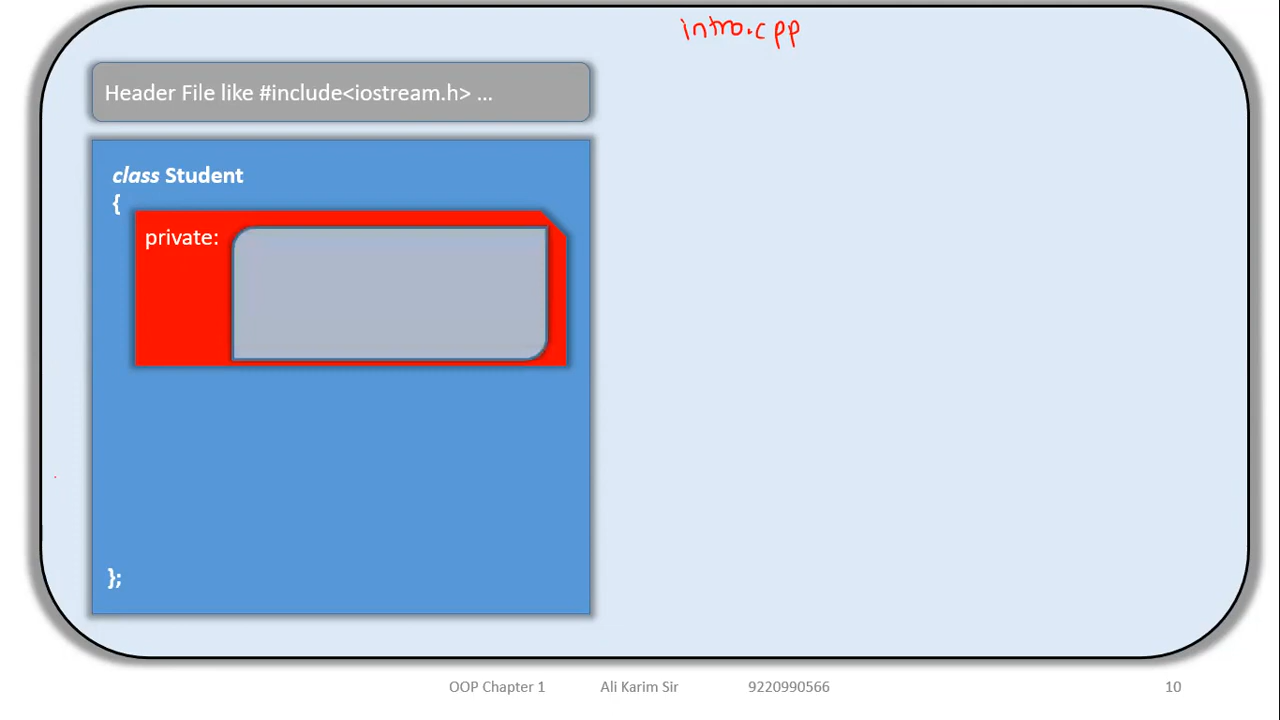 intro.cpp
Header File like #include<iostream.h> ...
class Student
{
private:
};
OOP Chapter 1 Ali Karim Sir 9220990566 10